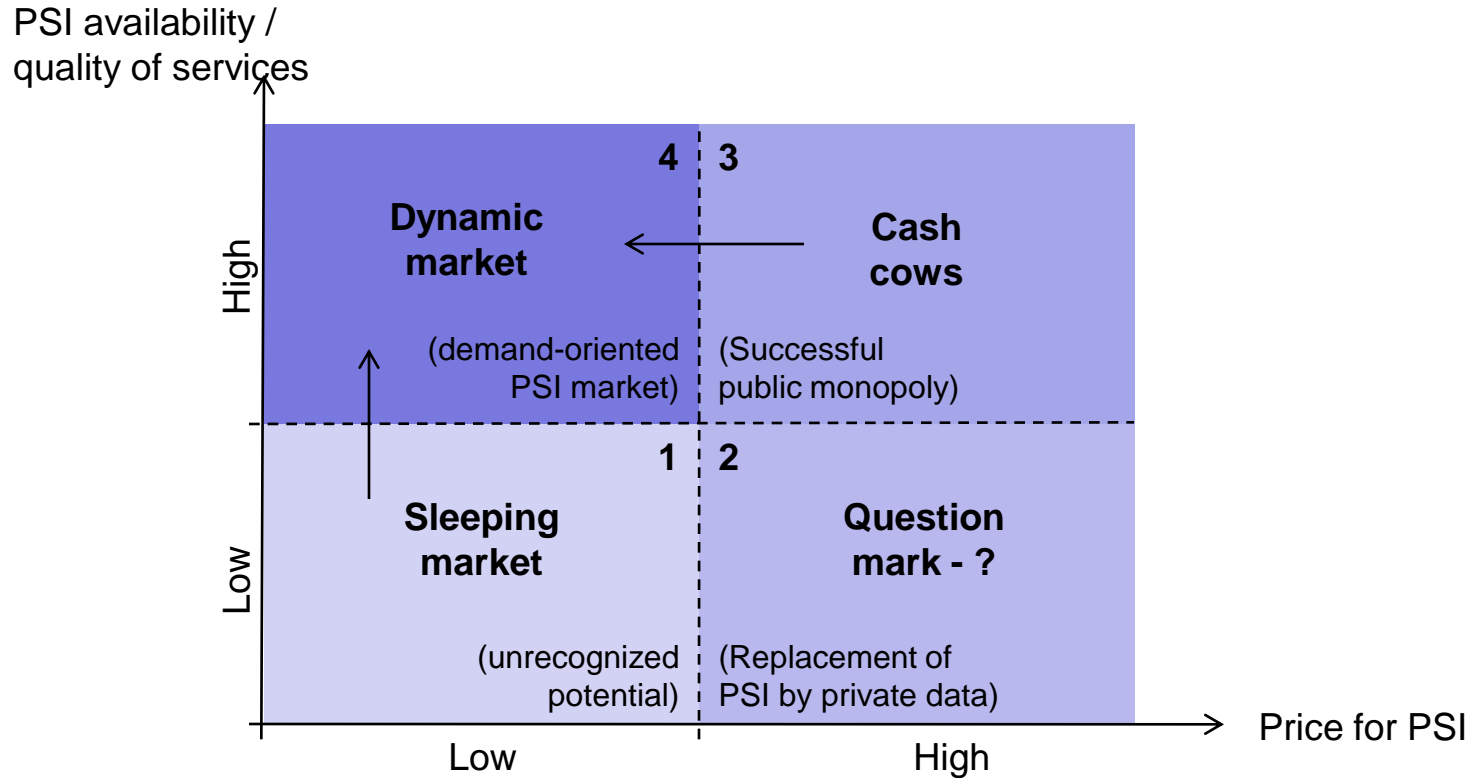 PSI availability /
quality of services
High
Low
4
Dynamic
market
(demand-oriented
PSI market)
3
Cash
cows
(Successful
public monopoly)
1
Sleeping
market
(unrecognized
potential)
2
Question
mark - ?
(Replacement of
PSI by private data)
Low
High
Price for PSI